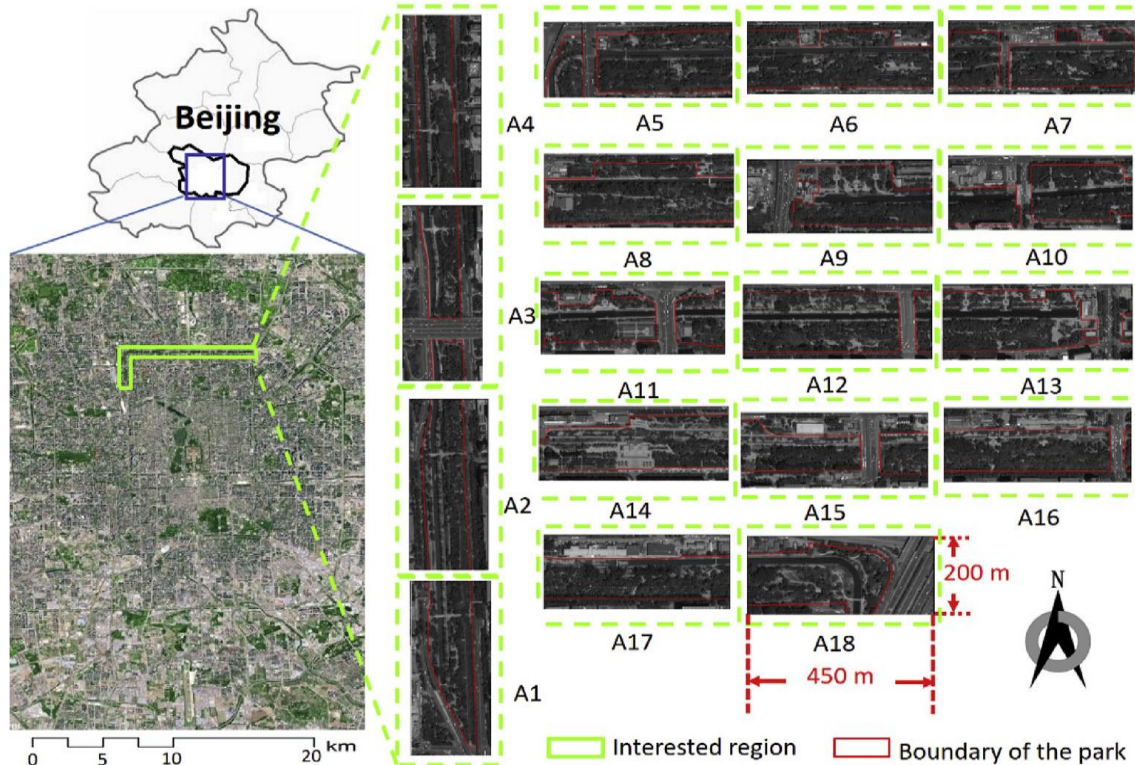 Beijing
A4
A5
A6
A7
A3
A8
A9
A10
A11
A12
A13
A2
A14
A15
A16
A17
A18
200 m
450 m
N
A1
km
0 5 10 20
Interested region
Boundary of the park